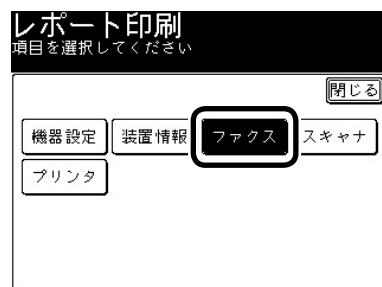 レポート印刷
項目を選択してください
閉じる
機器設定 装置情報 ファクス スキャナ
プリンタ